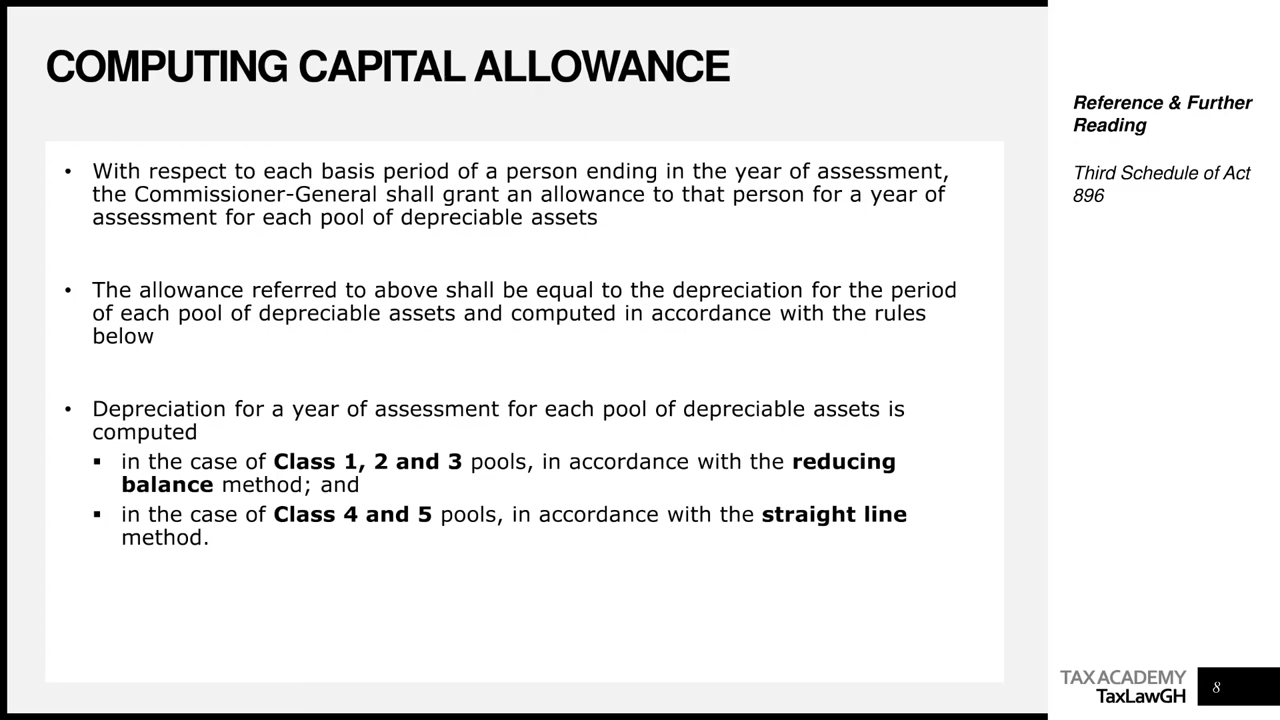 COMPUTING CAPITAL ALLOWANCE
• With respect to each basis period of a person ending in the year of assessment,
the Commissioner-General shall grant an allowance to that person for a year of
assessment for each pool of depreciable assets
• The allowance referred to above shall be equal to the depreciation for the period
of each pool of depreciable assets and computed in accordance with the rules
below
• Depreciation for a year of assessment for each pool of depreciable assets is
computed
▪ in the case of Class 1, 2 and 3 pools, in accordance with the reducing
balance method; and
▪ in the case of Class 4 and 5 pools, in accordance with the straight line
method.
Reference & Further
Reading
Third Schedule of Act
896
TAX ACADEMY
TaxLawGH
8